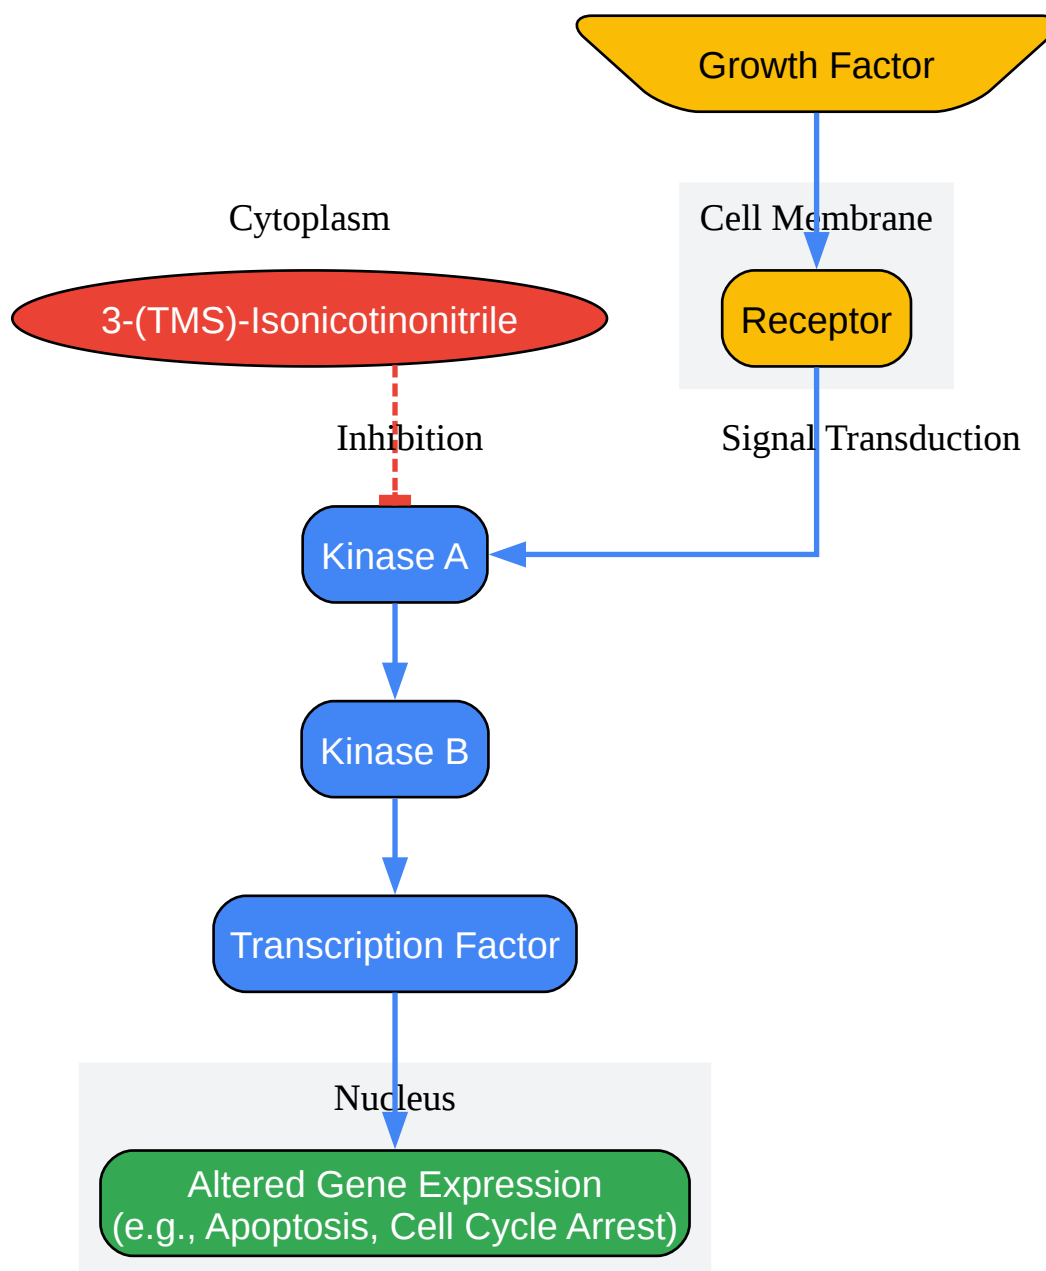 Growth Factor
Cytoplasm
Cell Membrane
3-(TMS)-Isonicotinonitrile
Receptor
Inhibition
Signal Transduction
Kinase A
Kinase B
Transcription Factor
Nucleus
Altered Gene Expression
(e.g., Apoptosis, Cell Cycle Arrest)